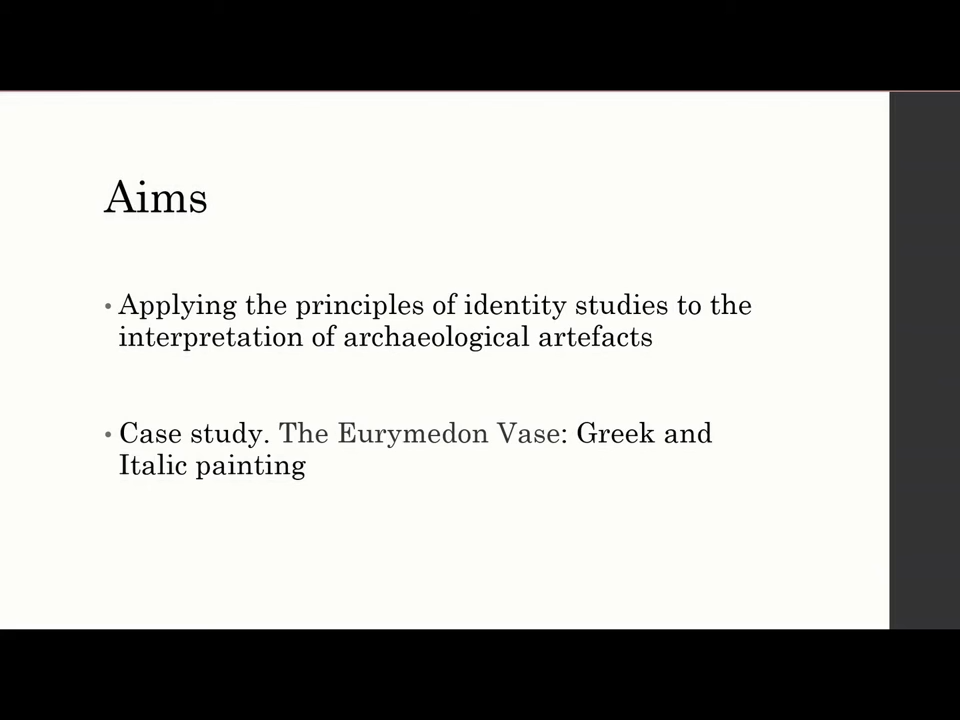 Aims
• Applying the principles of identity studies to the
interpretation of archaeological artefacts
• Case study. The Eurymedon Vase: Greek and
Italic painting